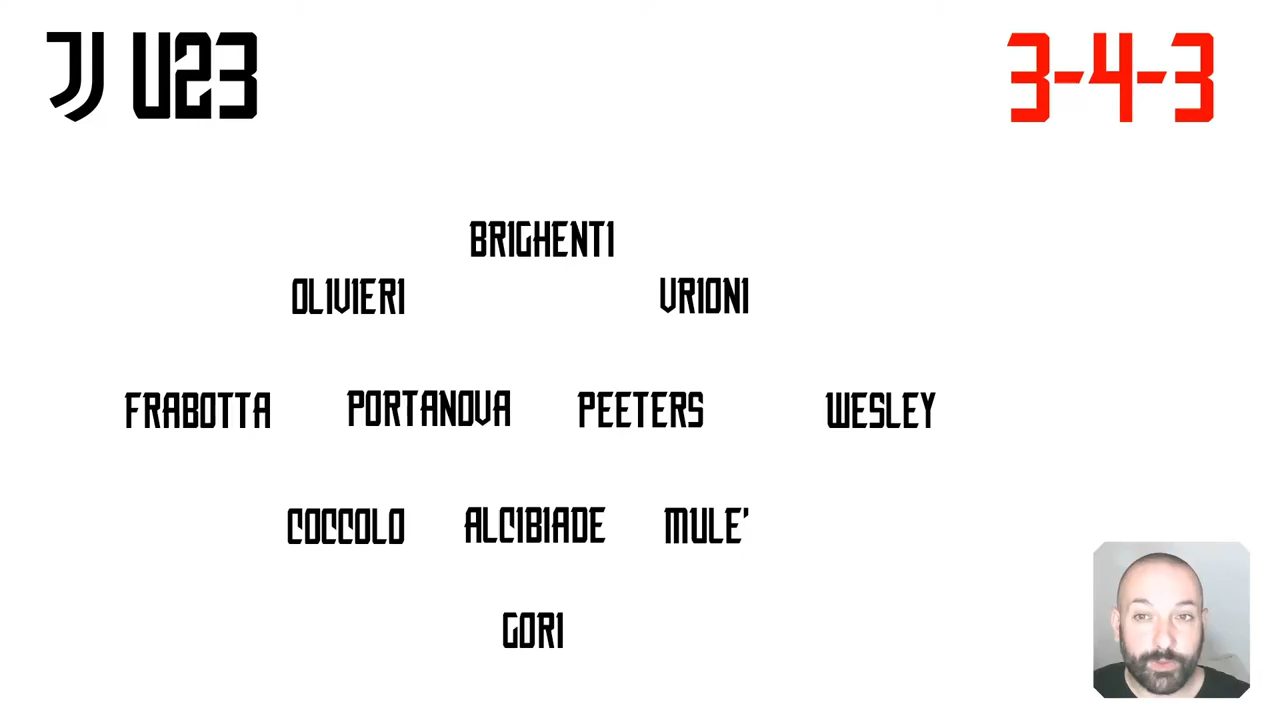 U23
3-4-3
BRIGHENTI
OLIVIERI VRIONI
FRABOTTA PORTANOVA PEETERS WESLEY
COCCOLO ALCIBIADE MULE'
GORI